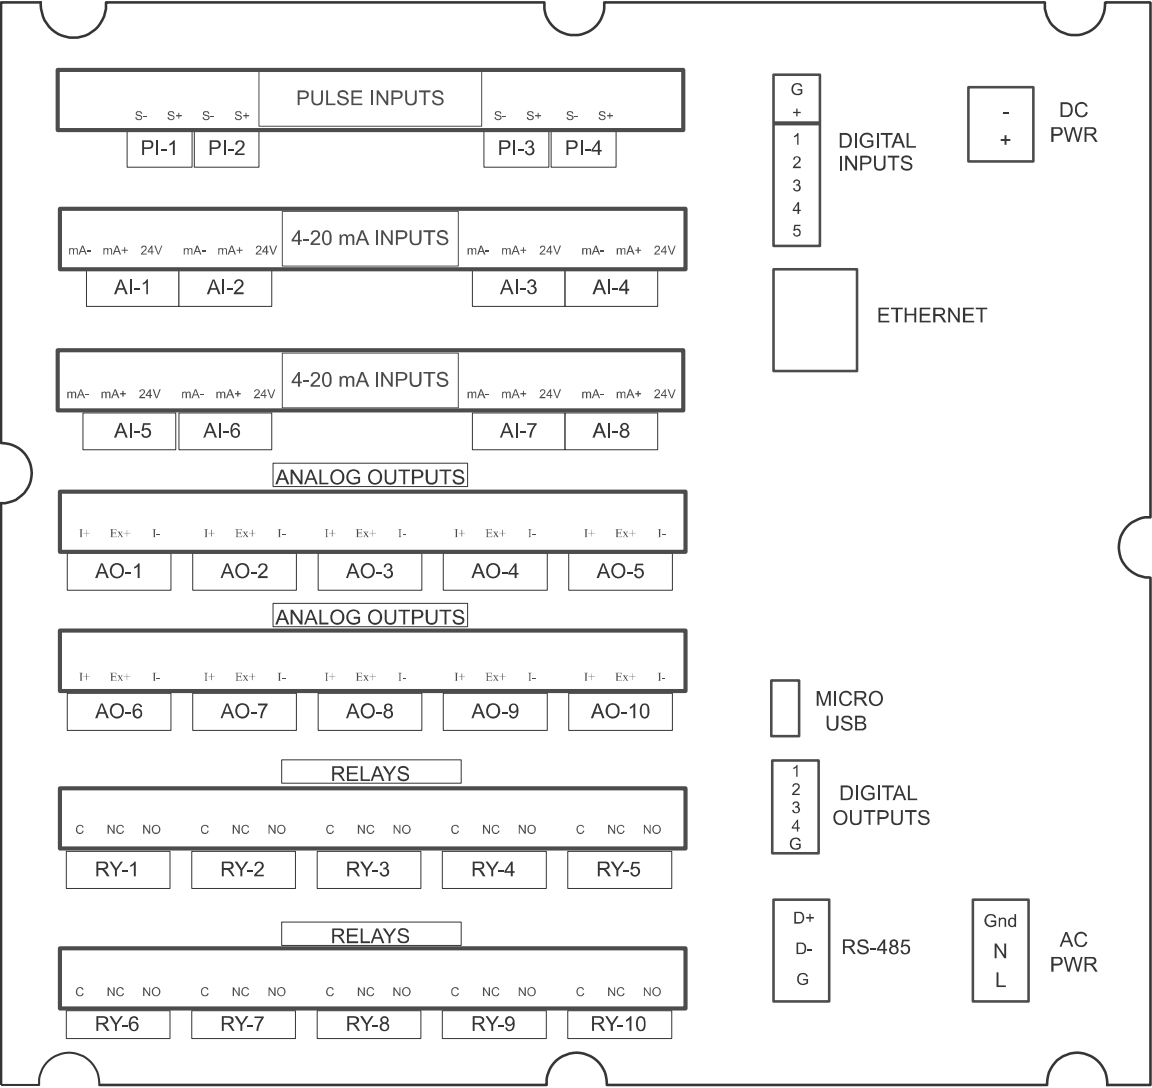 PULSE INPUTS
S- S+ S- S+ S- S+ S- S+
PI-1 PI-2 PI-3 PI-4
4-20 mA INPUTS
mA- mA+ 24V mA- mA+ 24V mA- mA+ 24V mA- mA+ 24V
AI-1 AI-2 AI-3 AI-4
4-20 mA INPUTS
mA- mA+ 24V mA- mA+ 24V mA- mA+ 24V mA- mA+ 24V
AI-5 AI-6 AI-7 AI-8
ANALOG OUTPUTS
I+ Ex+ I- I+ Ex+ I- I+ Ex+ I- I+ Ex+ I- I+ Ex+ I-
AO-1 AO-2 AO-3 AO-4 AO-5
ANALOG OUTPUTS
I+ Ex+ I- I+ Ex+ I- I+ Ex+ I- I+ Ex+ I- I+ Ex+ I-
AO-6 AO-7 AO-8 AO-9 AO-10
RELAYS
C NC NO C NC NO C NC NO C NC NO C NC NO
RY-1 RY-2 RY-3 RY-4 RY-5
RELAYS
C NC NO C NC NO C NC NO C NC NO C NC NO
RY-6 RY-7 RY-8 RY-9 RY-10
G
+
1
2
3
4
5
DIGITAL
INPUTS
-
+
DC
PWR
ETHERNET
MICRO
USB
1
2
3
4
G
DIGITAL
OUTPUTS
D+
D-
G
RS-485
Gnd
N
L
AC
PWR